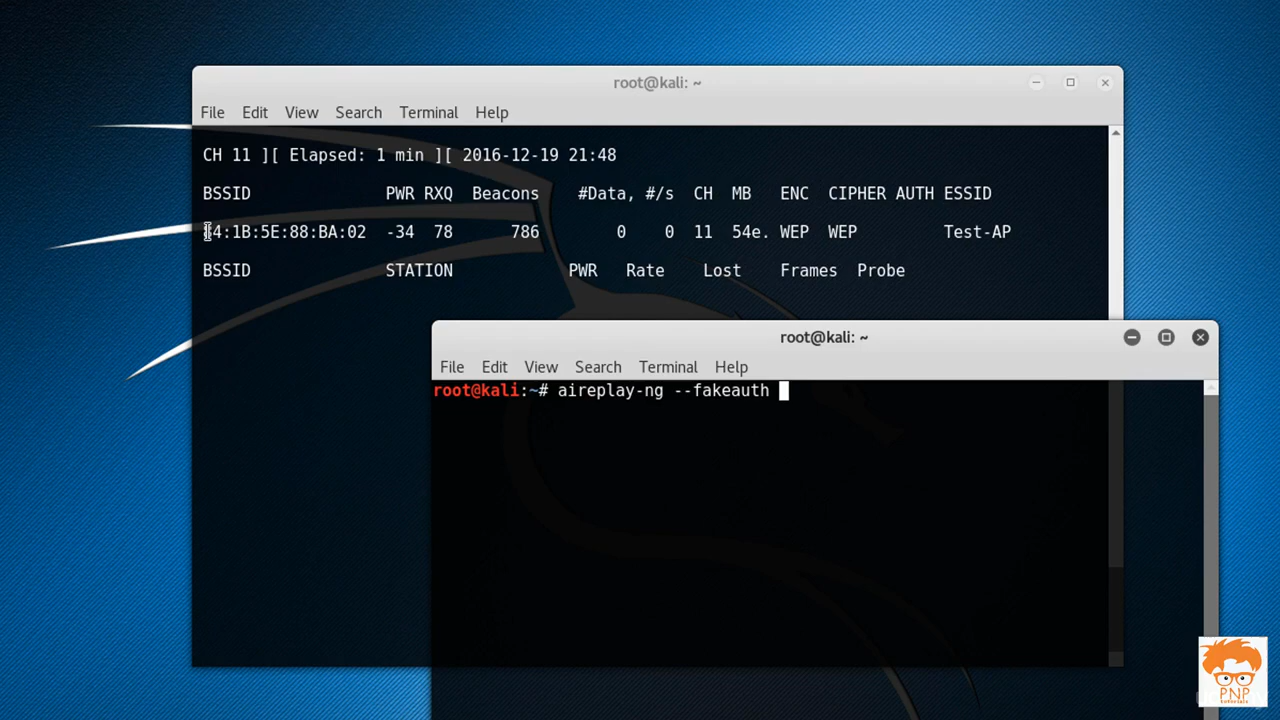 root@kali: ~
File Edit View Search Terminal Help
CH 11 ][ Elapsed: 1 min ][ 2016-12-19 21:48
BSSID PWR RXQ Beacons #Data, #/s CH MB ENC CIPHER AUTH ESSID
4:1B:5E:88:BA:02 -34 78 786 0 0 11 54e. WEP WEP Test-AP
BSSID STATION PWR Rate Lost Frames Probe
root@kali: ~
File Edit View Search Terminal Help
root@kali:~# aireplay-ng --fakeauth
PNP